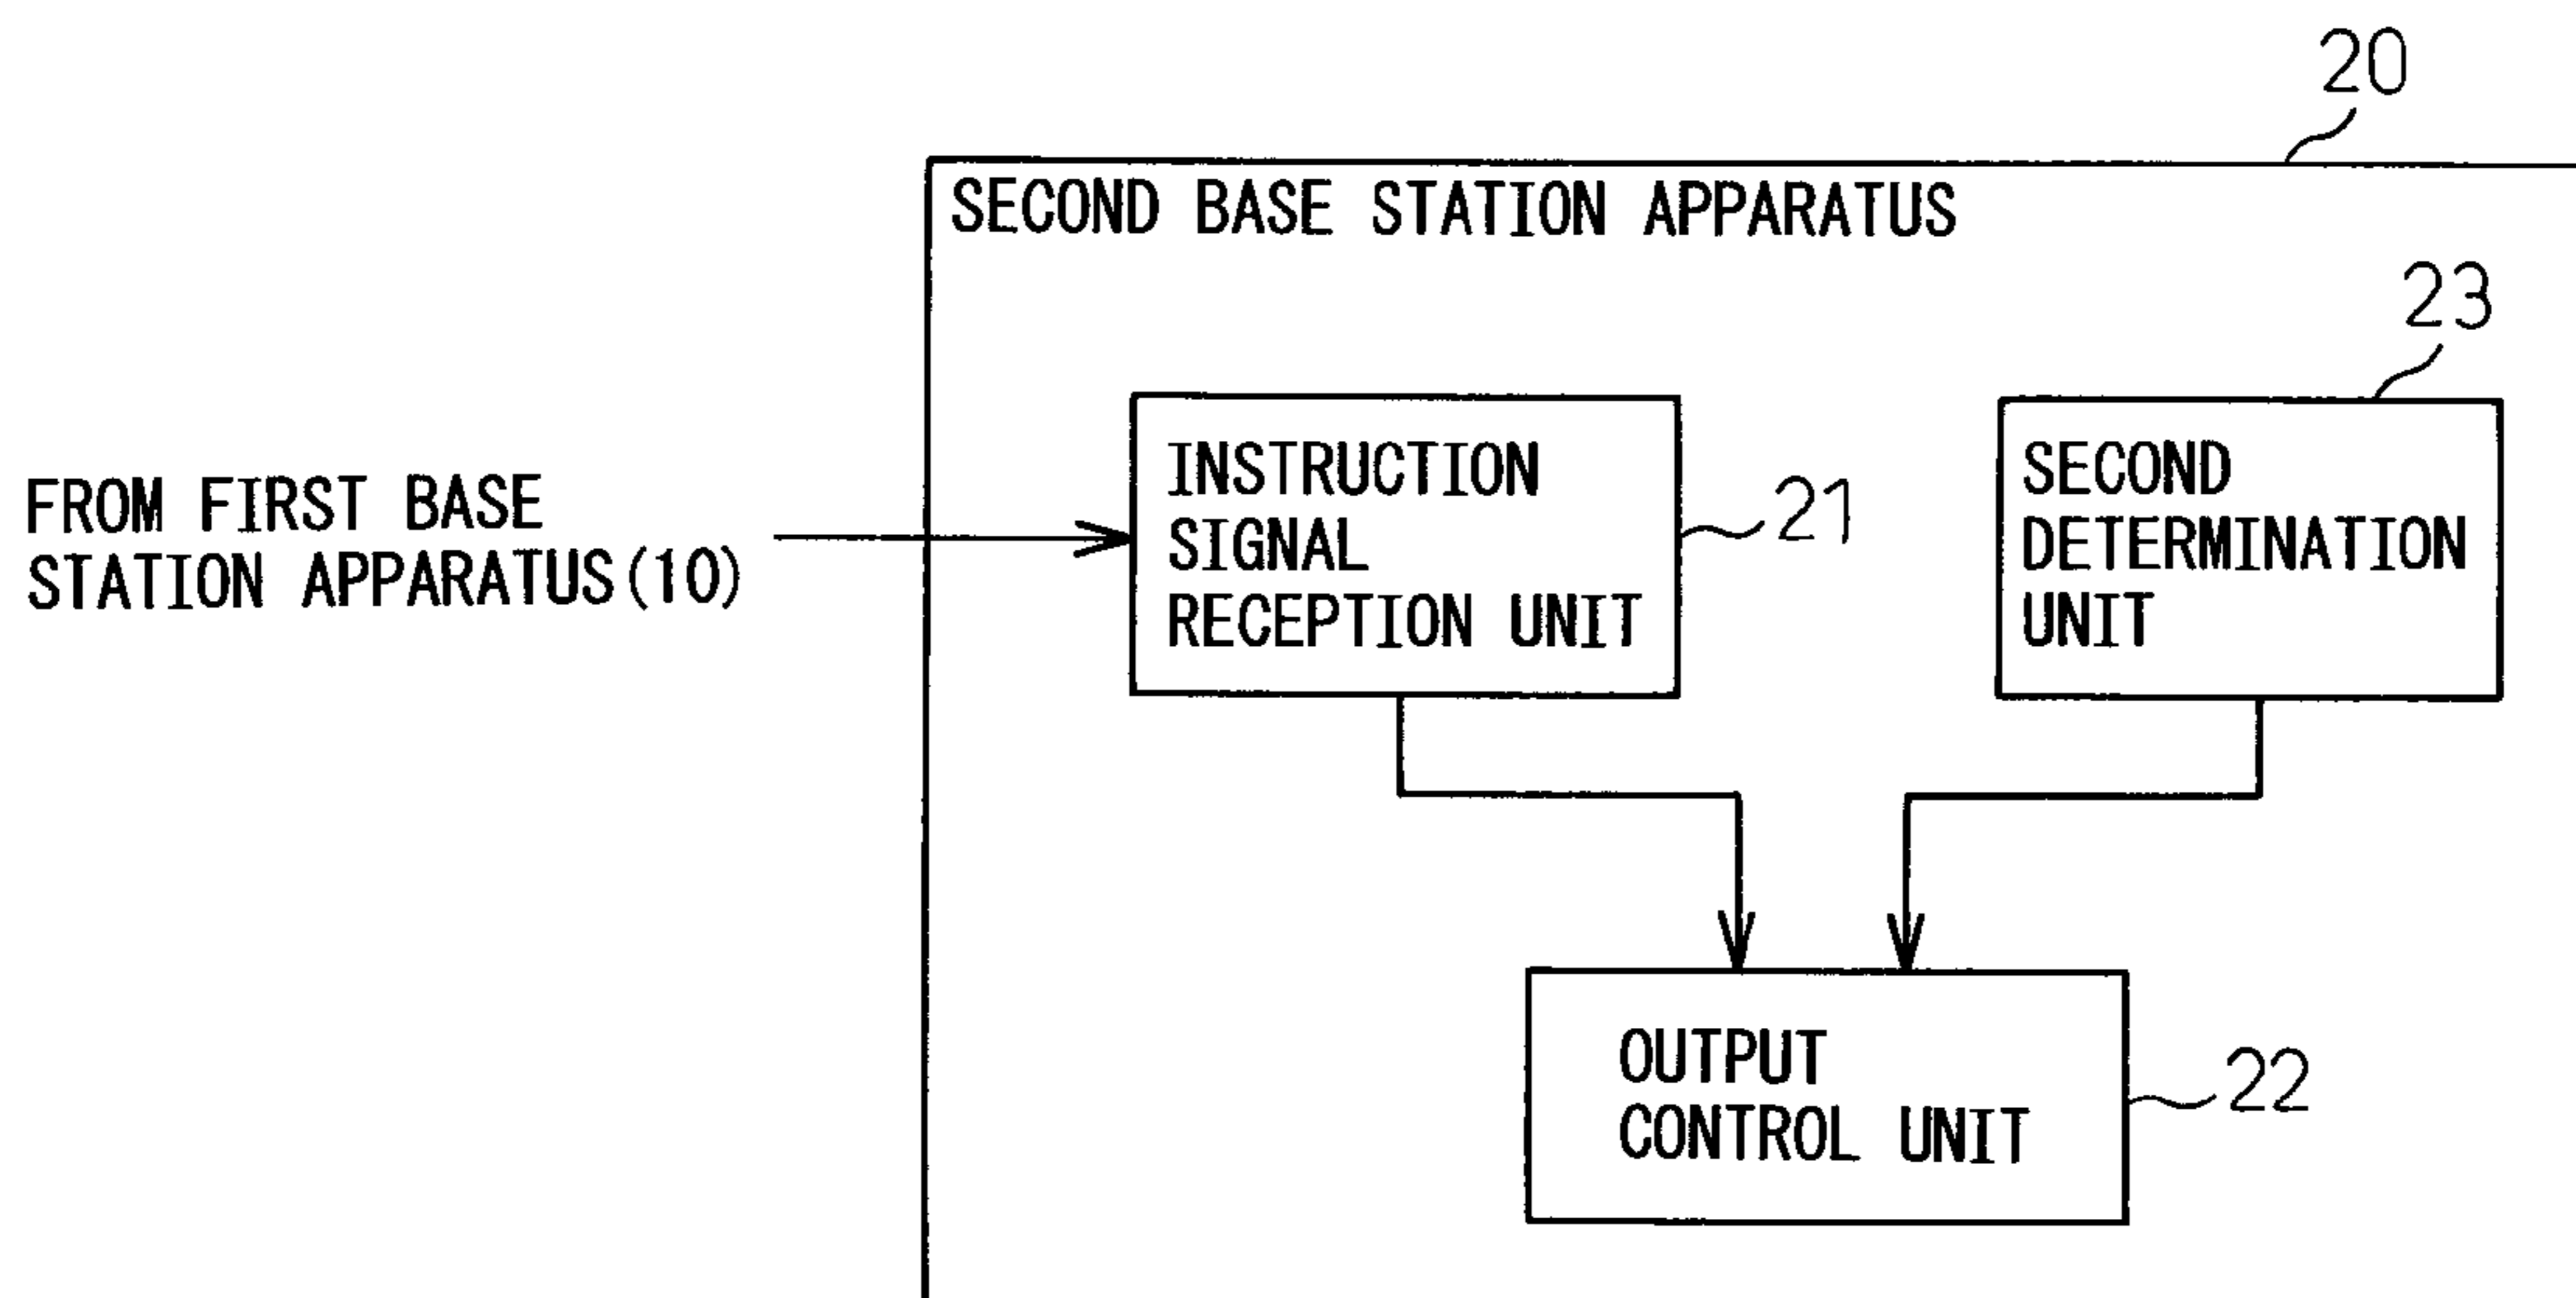 20
SECOND BASE STATION APPARATUS
23
INSTRUCTION
SIGNAL
RECEPTION UNIT
21
SECOND
DETERMINATION
UNIT
FROM FIRST BASE
STATION APPARATUS(10)
OUTPUT
CONTROL UNIT
22